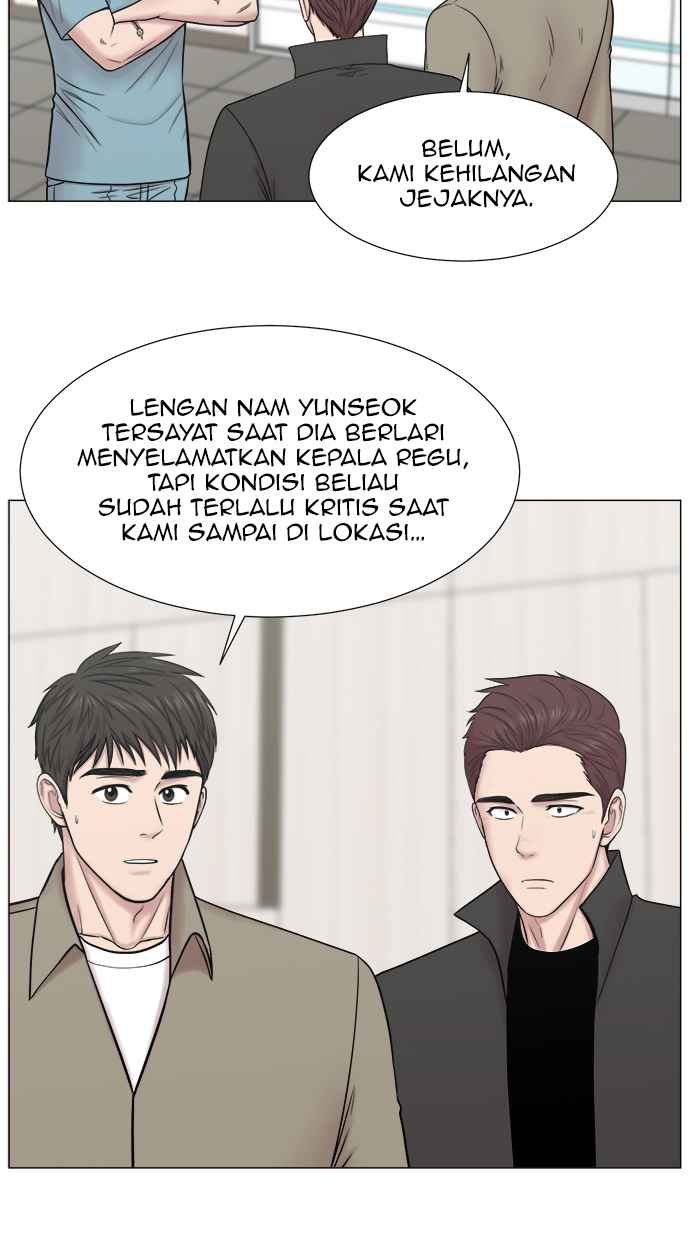 BELUM,
KAMI KEHILANGAN
JEJAKNYA.
LENGAN NAM YUNSEOK
TERSAYAT SAAT DIA BERLARI
MENYELAMATKAN KEPALA REGU,
TAPI KONDISI BELIAU
SUDAH TERLALU KRITIS SAAT
KAMI SAMPAI DI LOKASI...